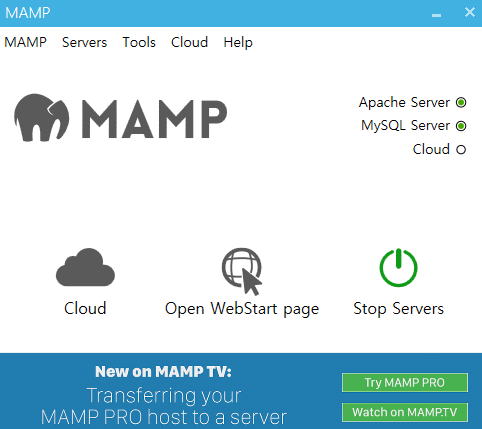 MAMP
MAMP Servers Tools Cloud Help
MAMP
Apache Server
MySQL Server
Cloud
Cloud Open WebStart page Stop Servers
New on MAMP TV:
Transferring your
MAMP PRO host to a server
Try MAMP PRO
Watch on MAMP.TV